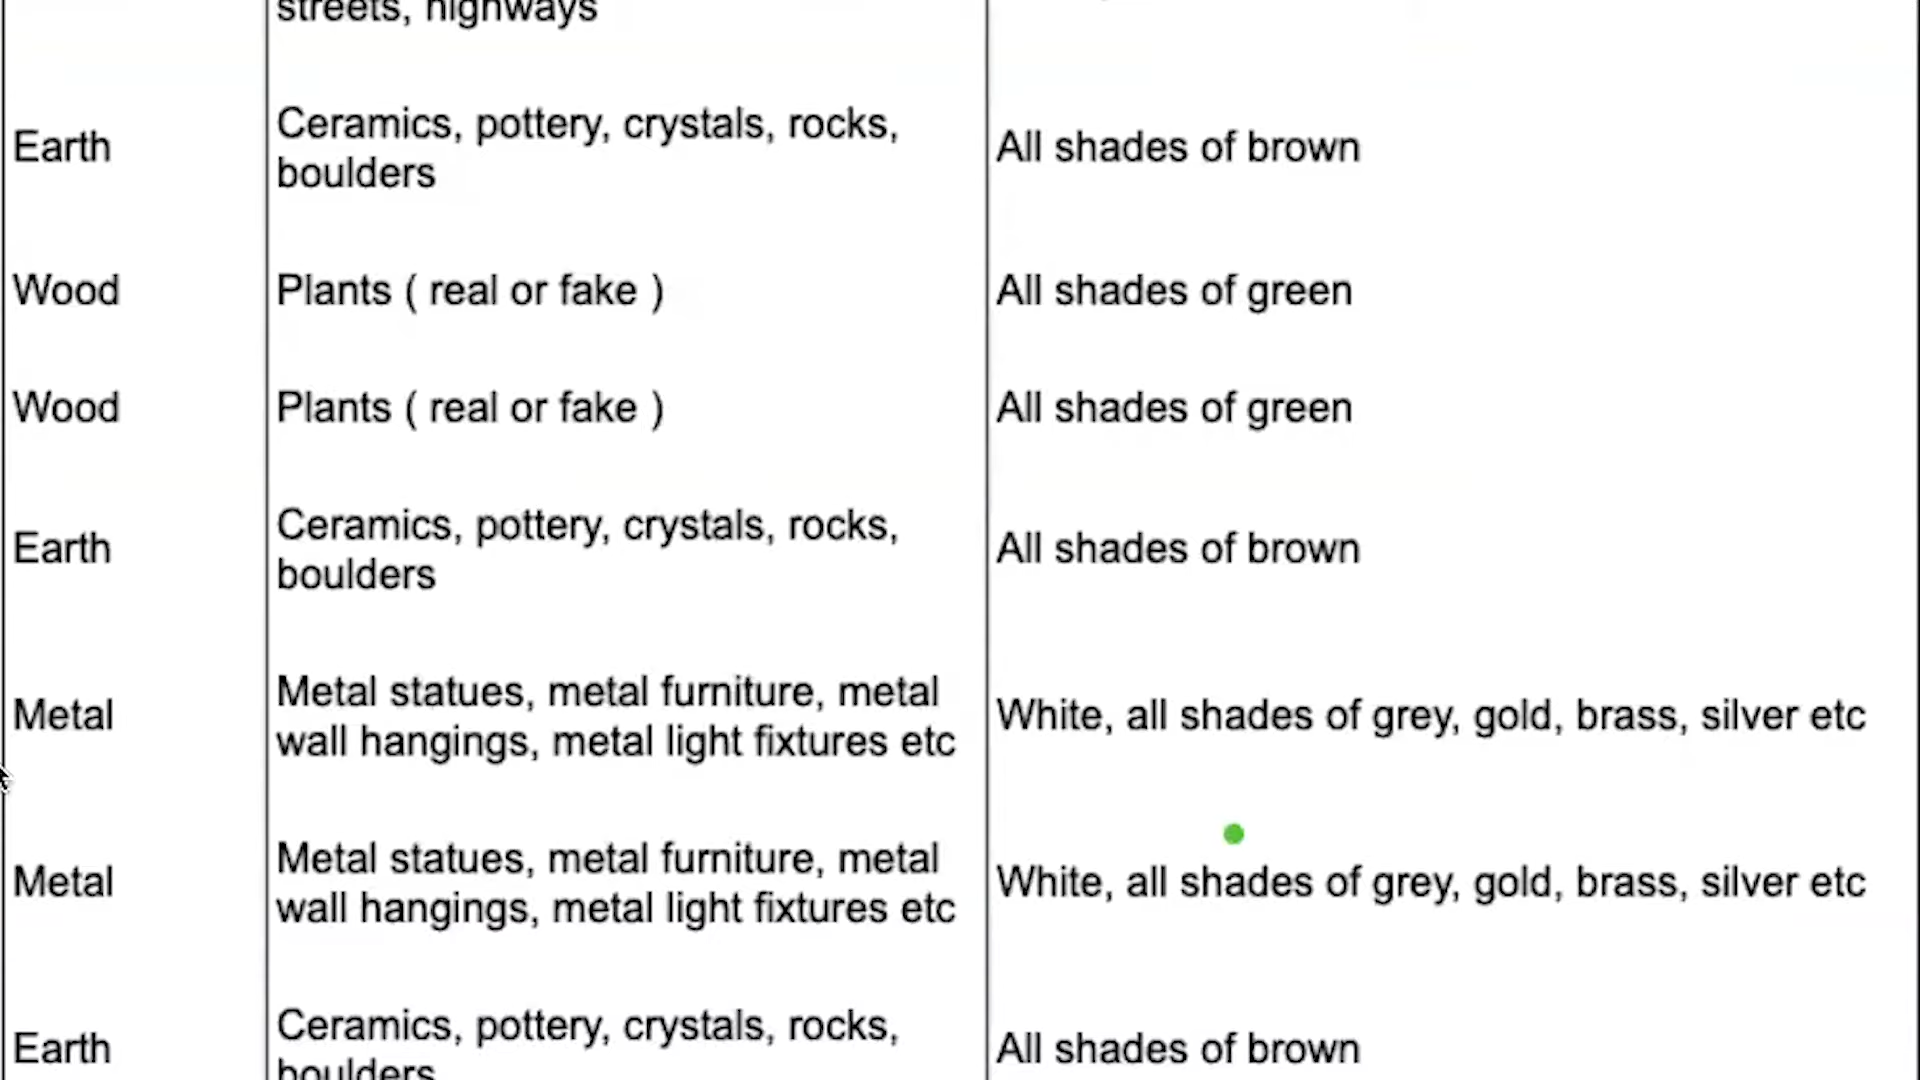 streets, highways
Earth
Ceramics, pottery, crystals, rocks,
boulders
All shades of brown
Wood
Plants ( real or fake )
All shades of green
Wood
Plants ( real or fake )
All shades of green
Earth
Ceramics, pottery, crystals, rocks,
boulders
All shades of brown
Metal
Metal statues, metal furniture, metal
wall hangings, metal light fixtures etc
White, all shades of grey, gold, brass, silver etc
Metal
Metal statues, metal furniture, metal
wall hangings, metal light fixtures etc
White, all shades of grey, gold, brass, silver etc
Earth
Ceramics, pottery, crystals, rocks,
boulders
All shades of brown